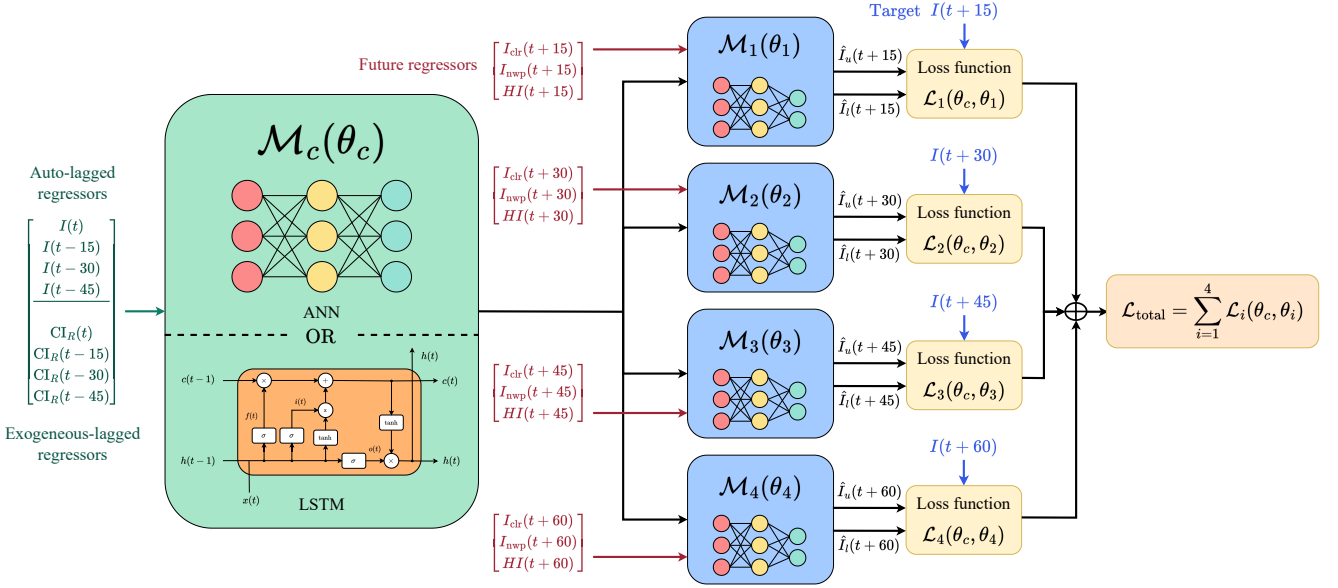 Auto-lagged
regressors
I(t)
I(t − 15)
I(t − 30)
I(t − 45)
CI_R(t)
CI_R(t − 15)
CI_R(t − 30)
CI_R(t − 45)
Exogeneous-lagged
regressors
ℳ_c(θ_c)
ANN
OR
h(t)
c(t−1)
×
+
c(t)
f(t)
i(t)
σ
σ
tanh
tanh
o(t)
h(t−1)
σ
×
h(t)
x(t)
LSTM
Future regressors
I_clr(t + 15)
I_nwp(t + 15)
HI(t + 15)
I_clr(t + 30)
I_nwp(t + 30)
HI(t + 30)
I_clr(t + 45)
I_nwp(t + 45)
HI(t + 45)
I_clr(t + 60)
I_nwp(t + 60)
HI(t + 60)
ℳ_1(θ_1)
Î_u(t + 15)
Î_l(t + 15)
Target I(t + 15)
Loss function
ℒ_1(θ_c, θ_1)
ℳ_2(θ_2)
Î_u(t + 30)
Î_l(t + 30)
I(t + 30)
Loss function
ℒ_2(θ_c, θ_2)
ℳ_3(θ_3)
Î_u(t + 45)
Î_l(t + 45)
I(t + 45)
Loss function
ℒ_3(θ_c, θ_3)
ℳ_4(θ_4)
Î_u(t + 60)
Î_l(t + 60)
I(t + 60)
Loss function
ℒ_4(θ_c, θ_4)
ℒ_total = ∑_{i=1}^{4} ℒ_i(θ_c, θ_i)